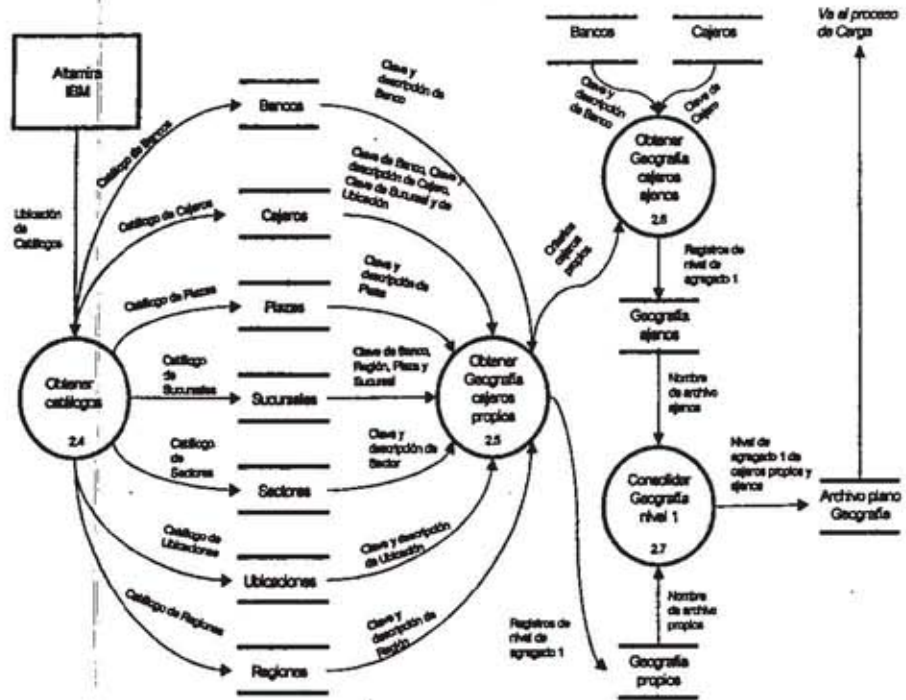 Altamira
IBM
Ubicación
de
Catálogos
Obtener
catálogos
2.4
Catálogo de Bancos
Catálogo de Cajeros
Catálogo de Plazas
Catálogo
de
Sucursales
Catálogo
de
Sectores
Catálogo de
Ubicaciones
Catálogo de Regiones
Bancos
Cajeros
Plazas
Sucursales
Sectores
Ubicaciones
Regiones
Clave y
descripción de
Banco
Clave de Banco, Clave y
descripción de Cajero,
Clave de Sucursal y de
Ubicación
Clave y
descripción de
Plaza
Clave de Banco,
Región, Plaza y
Sucursal
Clave y
descripción de
Sector
Clave y descripción
de Ubicación
Clave y
descripción de
Región
Obtener
Geografía
cajeros
propios
2.5
Criterios
cajeros
propios
Registros de
nivel de
agregado 1
Bancos
Cajeros
Clave y
descripción
de Banco
Clave de
Cajero
Obtener
Geografía
cajeros
ajenos
2.6
Registros de
nivel de
agregado 1
Geografía
ajenos
Nombre
de archivo
ajenos
Consolidar
Geografía
nivel 1
2.7
Nombre
de archivo
propios
Geografía
propios
Nivel de
agregado 1 de
cajeros propios y
ajenos
Archivo plano
Geografía
Va al proceso
de Carga